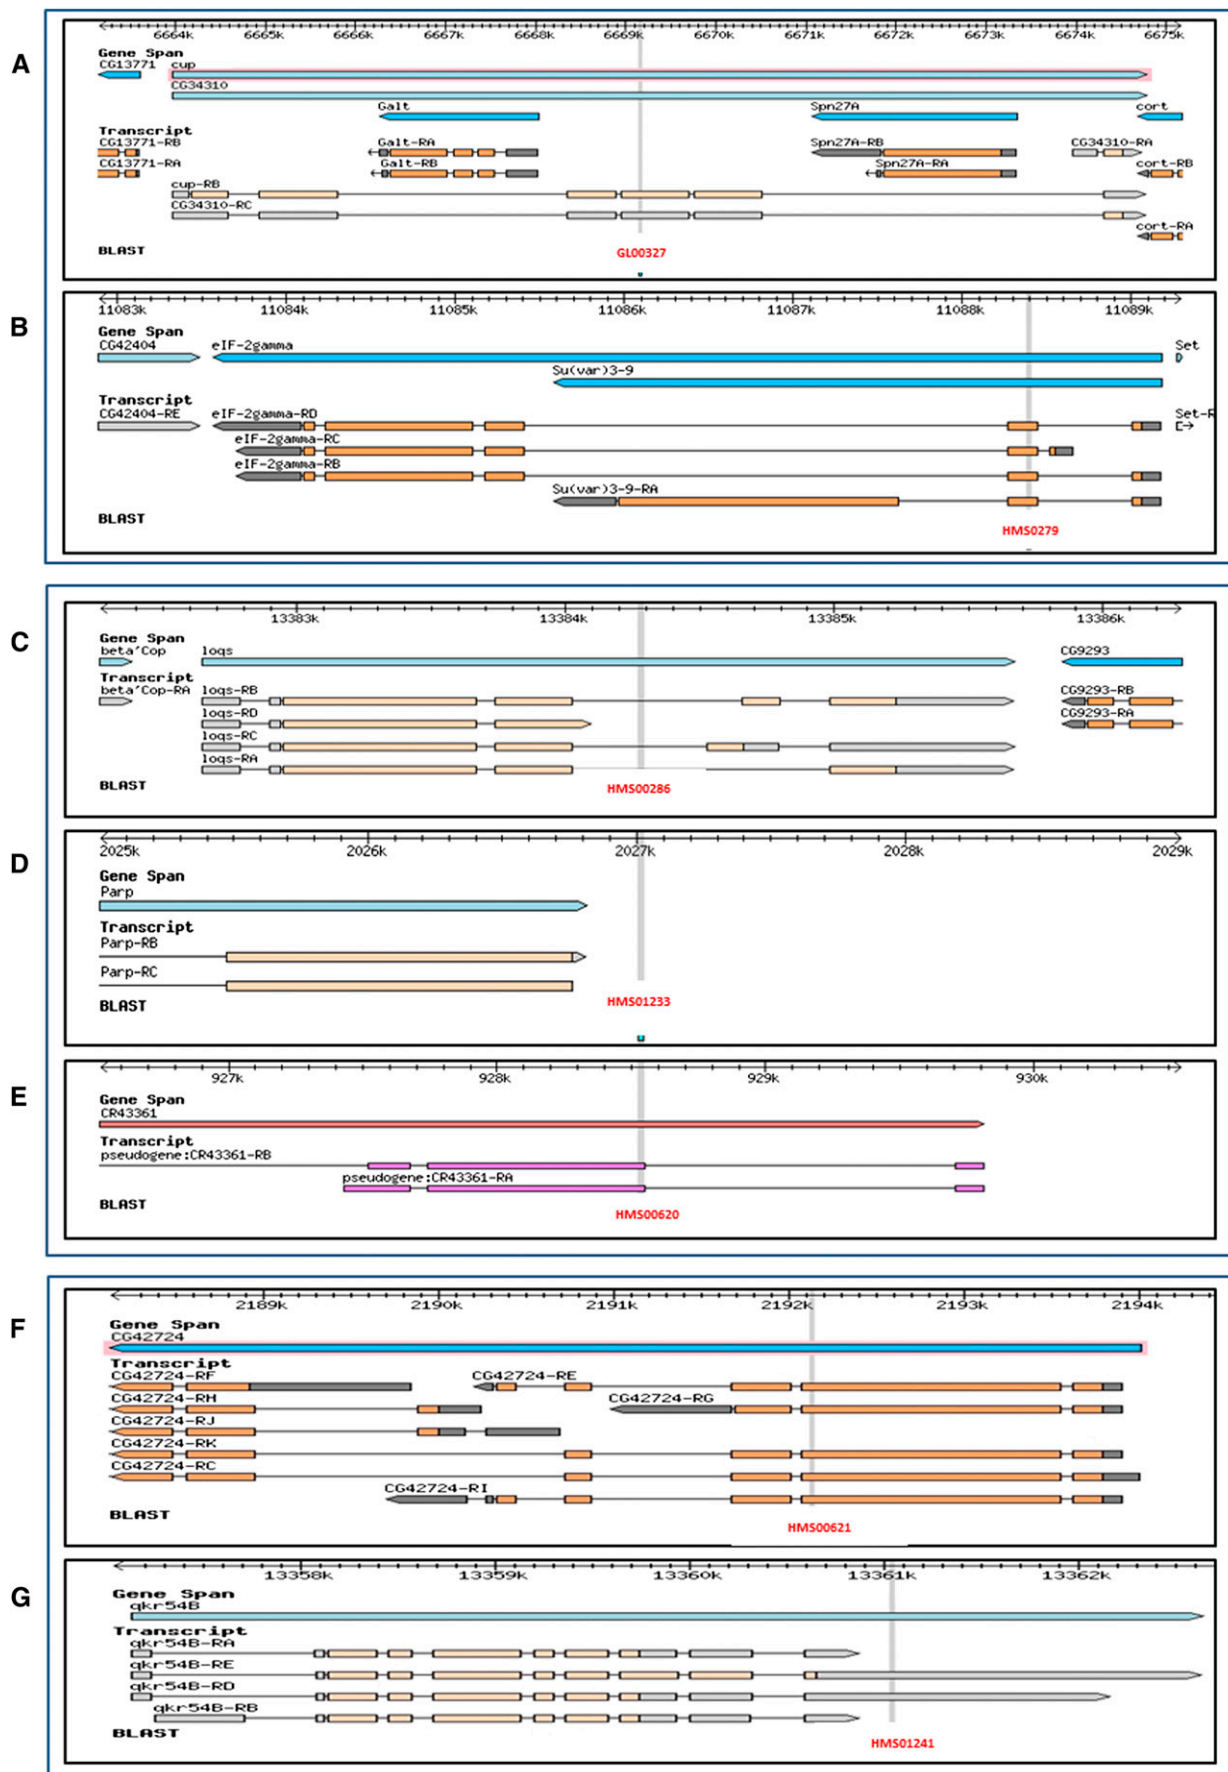 A
6664k 6665k 6666k 6667k 6668k 6669k 6670k 6671k 6672k 6673k 6674k 6675k
Gene Span
CG13771 cup
CG34310
Galt Spn27A cort
Transcript
CG13771-RB Galt-RA Spn27A-RB CG34310-RA
CG13771-RA Galt-RB Spn27A-RA cort-RB
cup-RB
CG34310-RC
cort-RA
BLAST GL00327
B
11083k 11084k 11085k 11086k 11087k 11088k 11089k
Gene Span
CG42404 eIF-2gamma Set
Su(var)3-9
Transcript
CG42404-RE eIF-2gamma-RD Set-R
eIF-2gamma-RC
eIF-2gamma-RB
Su(var)3-9-RA
BLAST HMS0279
C
13383k 13384k 13385k 13386k
Gene Span
beta'Cop loqs CG9293
Transcript
beta'Cop-RA loqs-RB CG9293-RB
loqs-RD CG9293-RA
loqs-RC
loqs-RA
BLAST HMS00286
D
2025k 2026k 2027k 2028k 2029k
Gene Span
Parp
Transcript
Parp-RB
Parp-RC
BLAST HMS01233
E
927k 928k 929k 930k
Gene Span
CR43361
Transcript
pseudogene:CR43361-RB
pseudogene:CR43361-RA
BLAST HMS00620
F
2189k 2190k 2191k 2192k 2193k 2194k
Gene Span
CG42724
Transcript
CG42724-RF CG42724-RE
CG42724-RH CG42724-RG
CG42724-RJ
CG42724-RK
CG42724-RC
CG42724-RI
BLAST HMS00621
G
13358k 13359k 13360k 13361k 13362k
Gene Span
qkr54B
Transcript
qkr54B-RA
qkr54B-RE
qkr54B-RD
qkr54B-RB
BLAST HMS01241